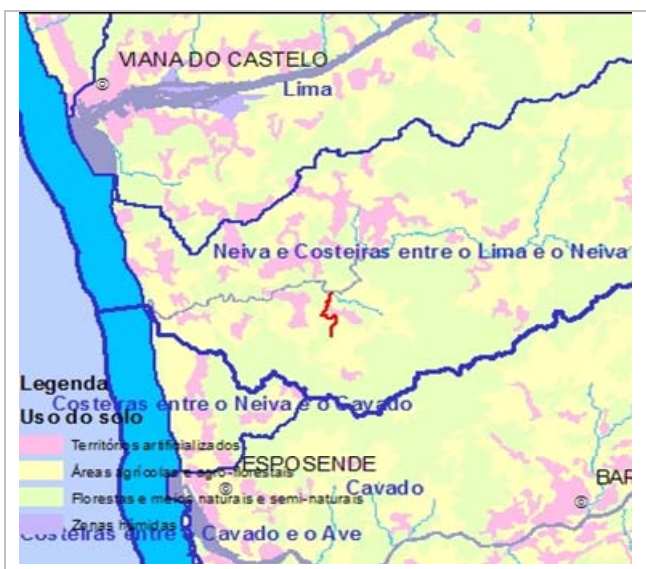 VIANA DO CASTELO
Lima
Neiva e Costeiras entre o Lima e o Neiva
Legenda
Costeiras entre o Neiva e o Cavado
Uso do solo
Territórios artificializados
Áreas agrícolas e agro-florestais
ESPOSENDE
BAR
Cavado
Florestas e meios naturais e semi-naturais
Zonas húmidas
Costeiras entre o Cavado e o Ave